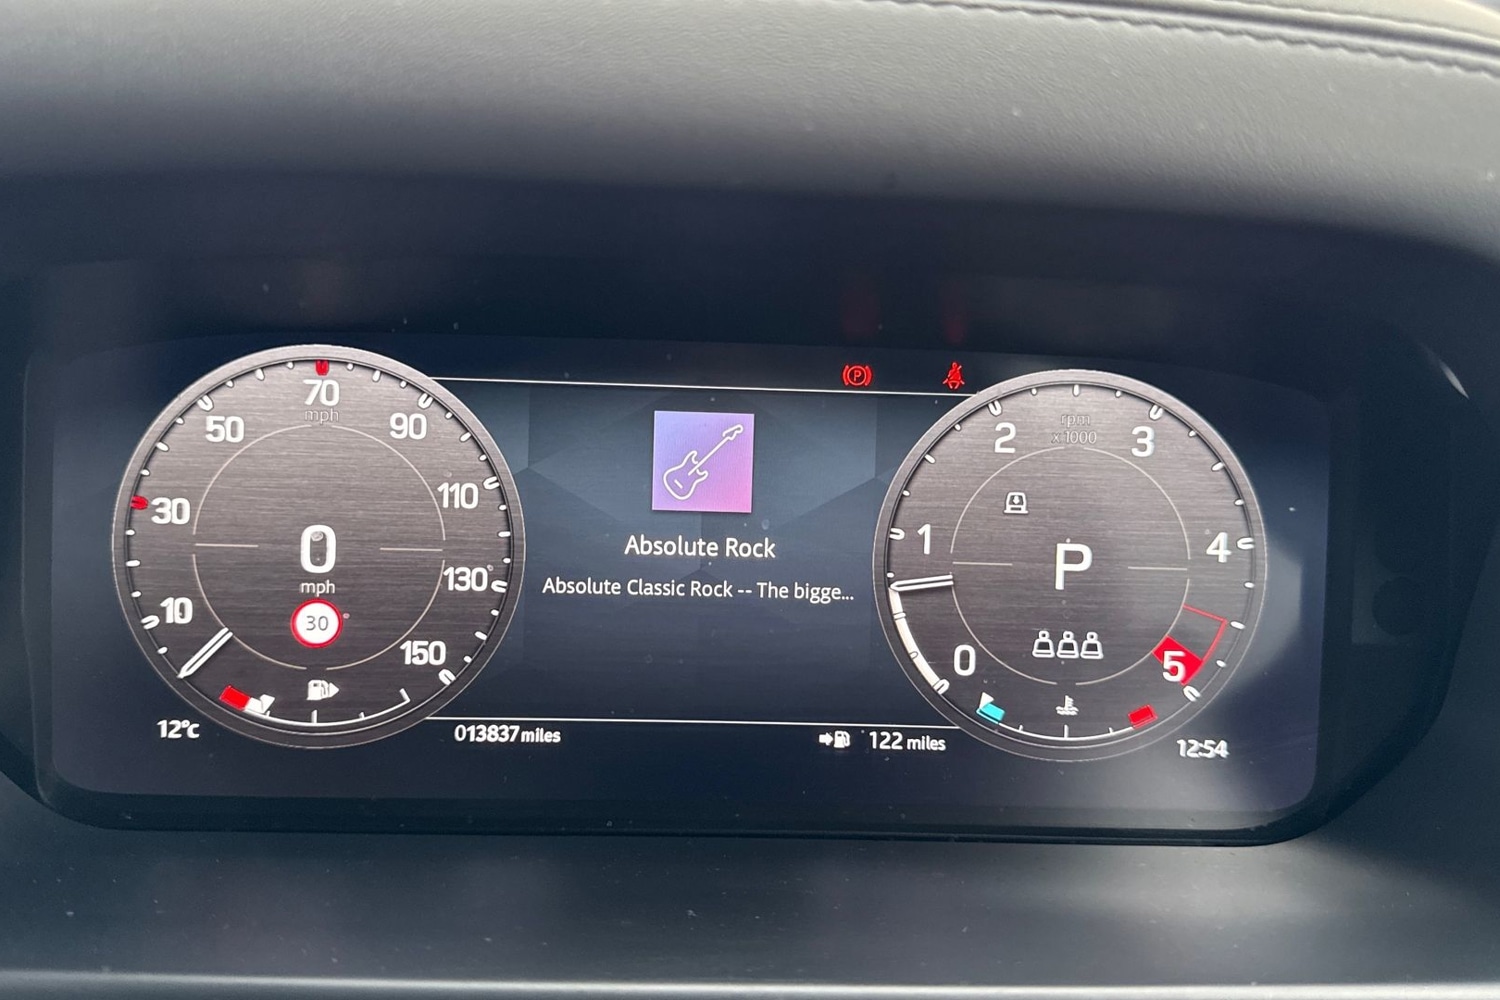 70
mph
50
90
30
110
0
mph
130
10
30
150
12°c
013837 miles
Absolute Rock
Absolute Classic Rock -- The bigge...
122 miles
P
rpm
x 1000
2
3
1
4
P
0
5
12:54